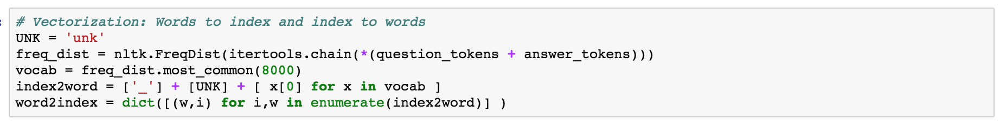 # Vectorization: Words to index and index to words
UNK = 'unk'
freq_dist = nltk.FreqDist(itertools.chain(*(question_tokens + answer_tokens)))
vocab = freq_dist.most_common(8000)
index2word = ['_'] + [UNK] + [ x[0] for x in vocab ]
word2index = dict([(w,i) for i,w in enumerate(index2word)] )